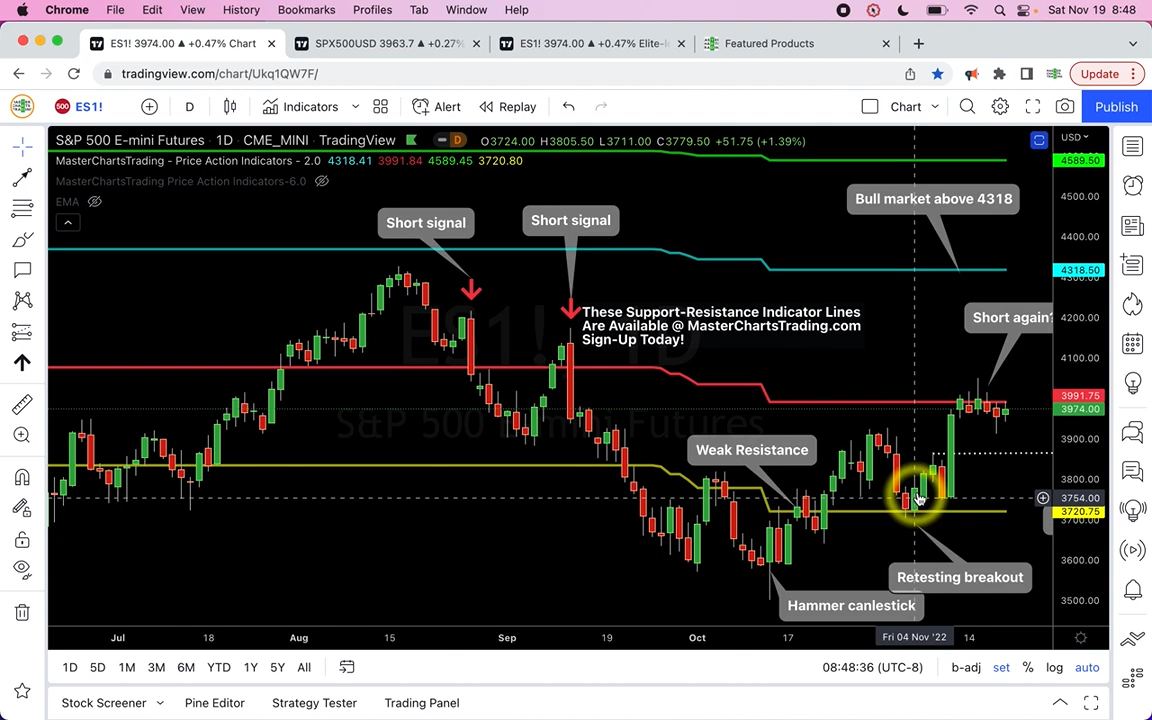 Chrome File Edit View History Bookmarks Profiles Tab Window Help Sat Nov 19 8:48
ES1! 3974.00 ▲ +0.47% Chart SPX500USD 3963.7 ▲ +0.27% ES1! 3974.00 ▲ +0.47% Elite- Featured Products
tradingview.com/chart/Ukq1QW7F/ Update
500 ES1! D Indicators Alert Replay Chart Publish
S&P 500 E-mini Futures · 1D · CME_MINI · TradingView D O3724.00 H3805.50 L3711.00 C3779.50 +51.75 (+1.39%) USD
MasterChartsTrading - Price Action Indicators - 2.0 4318.41 3991.84 4589.45 3720.80 4589.50
MasterChartsTrading Price Action Indicators-6.0
EMA
4500.00
Bull market above 4318
Short signal
Short signal
4400.00
4318.50
These Support-Resistance Indicator Lines
Are Available @ MasterChartsTrading.com
Sign-Up Today!
Short again?
4200.00
ES1! 1D
4100.00
3991.75
3974.00
S&P 500 E-mini Futures
3900.00
Weak Resistance
3800.00
3754.00
3720.75
3700.00
3600.00
Retesting breakout
3500.00
Hammer canlestick
Jul 18 Aug 15 Sep 19 Oct 17 Fri 04 Nov '22 14
1D 5D 1M 3M 6M YTD 1Y 5Y All 08:48:36 (UTC-8) b-adj set % log auto
Stock Screener Pine Editor Strategy Tester Trading Panel